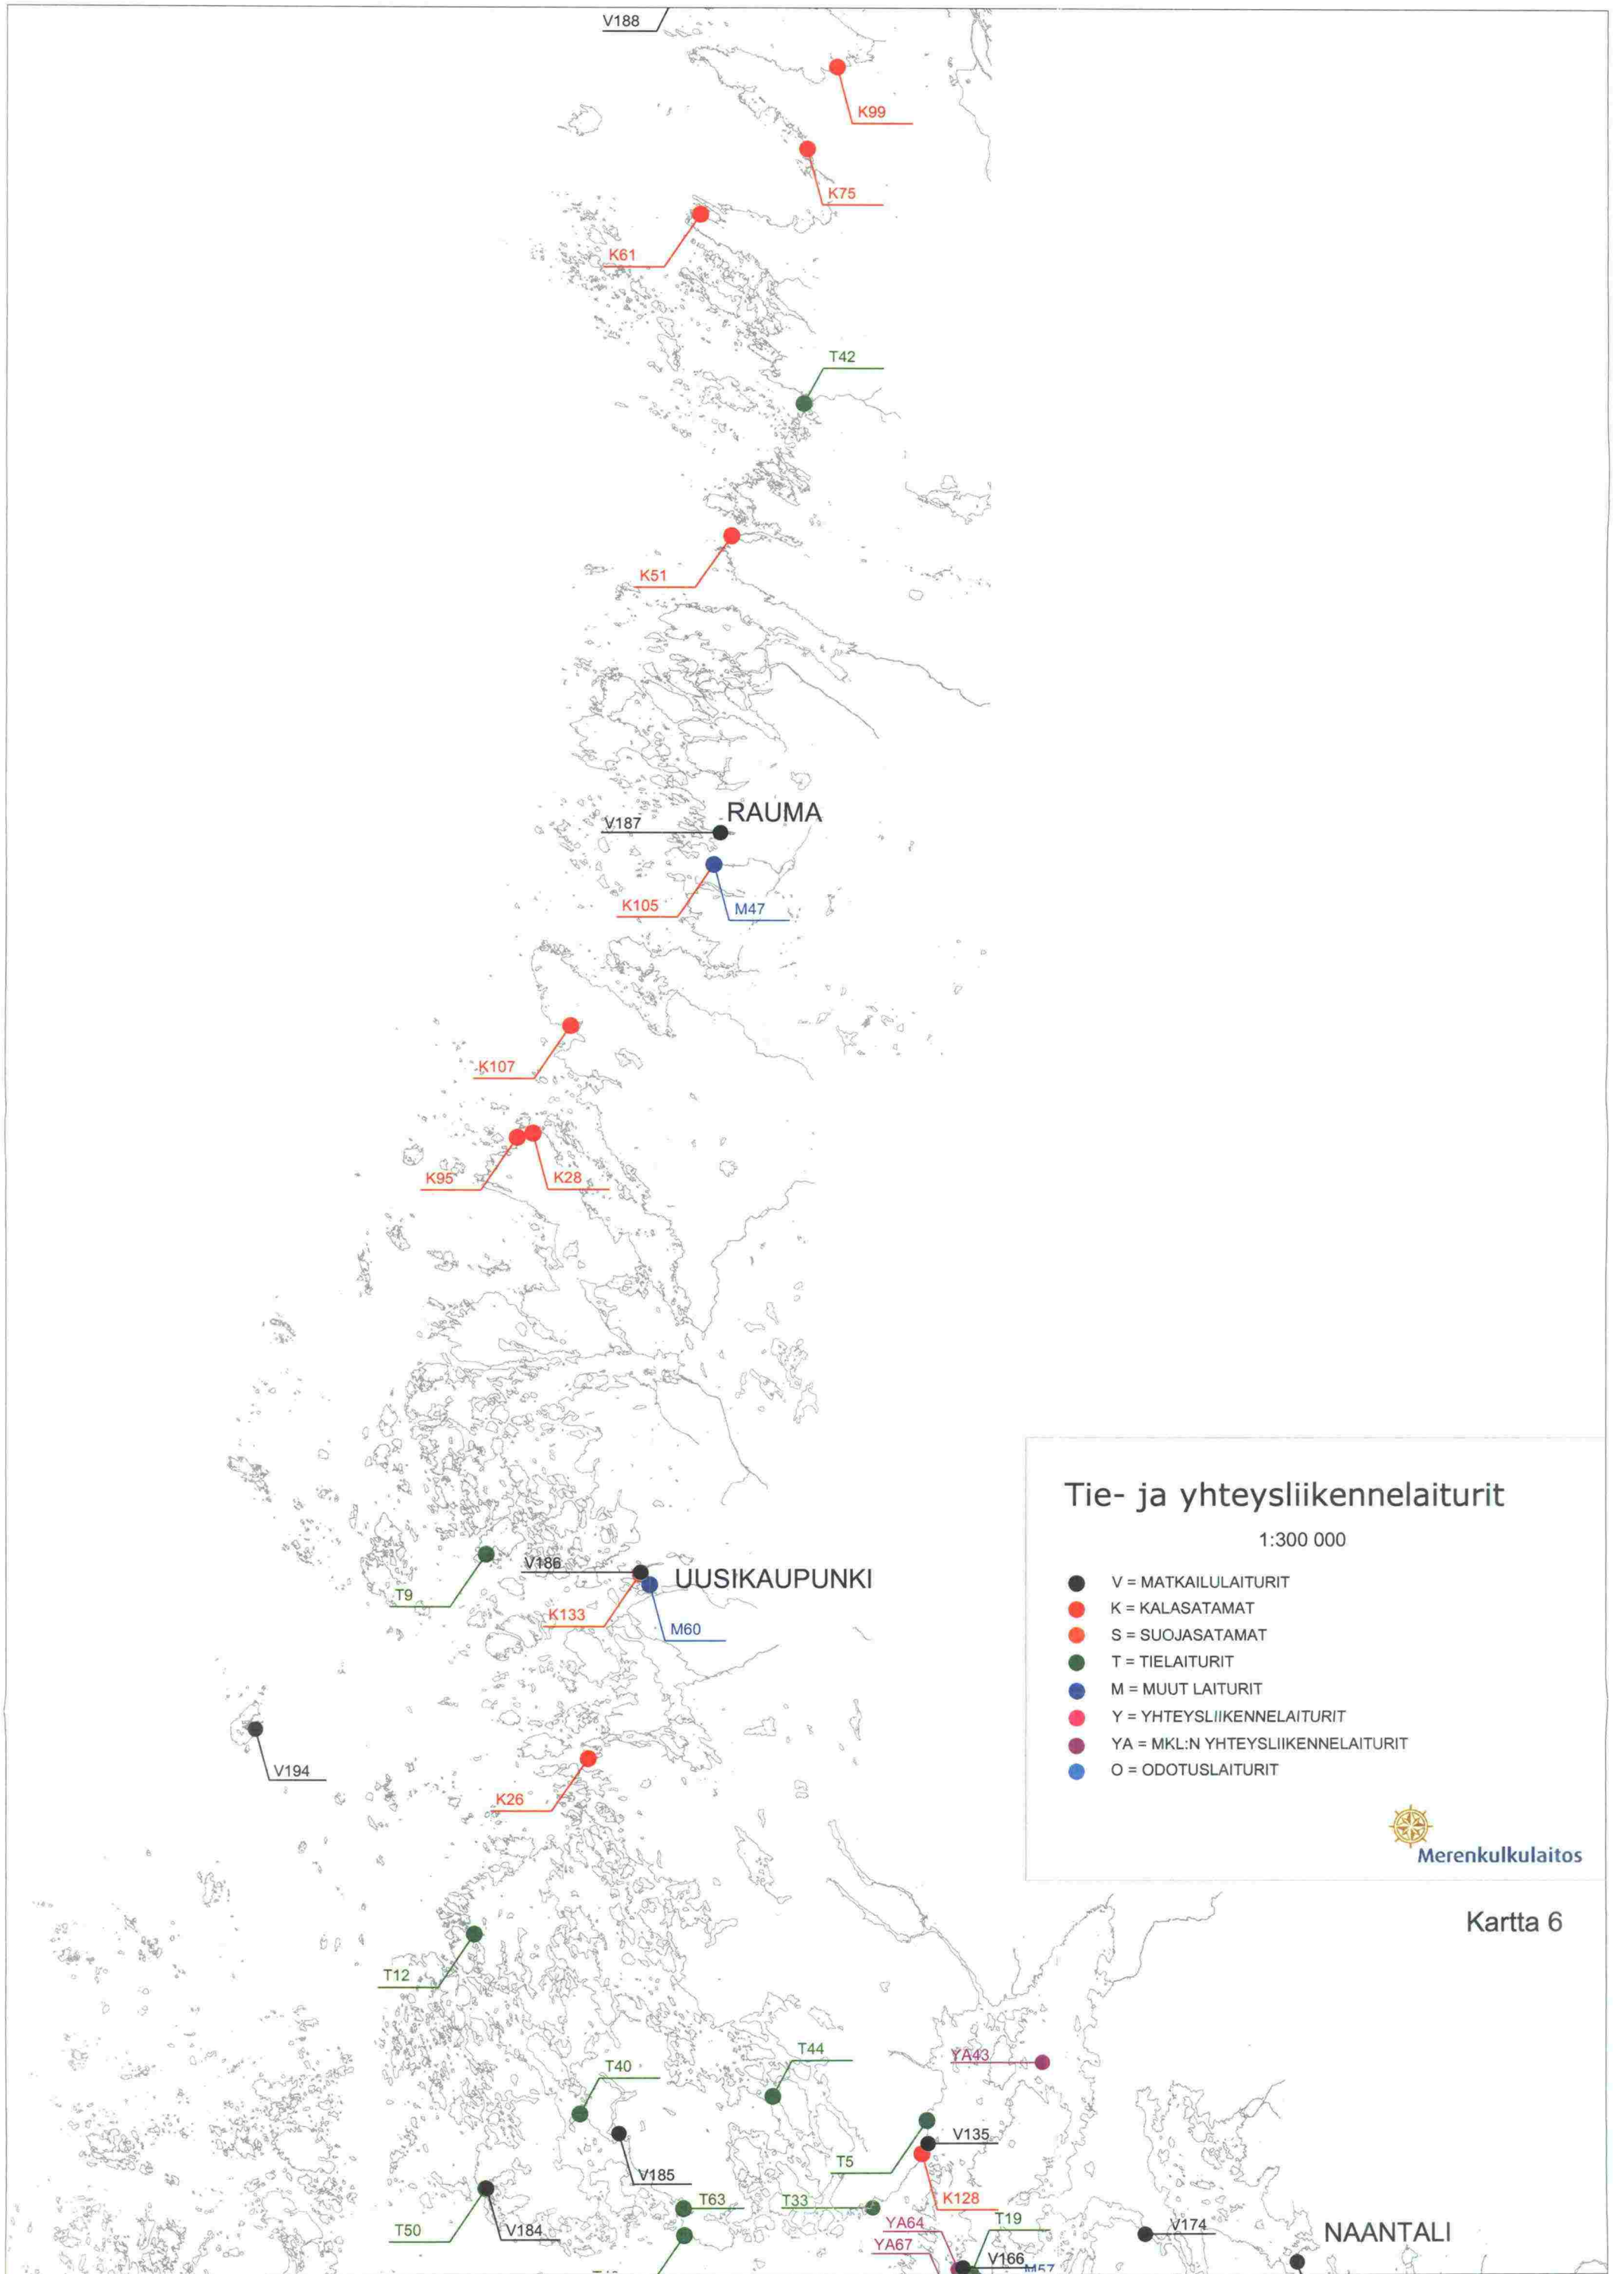 V188
K99
K75
K61
T42
K51
RAUMA
V187
K105
M47
K107
K95
K28
Tie- ja yhteysliikennelaiturit
1:300 000
V = MATKAILULAITURIT
K = KALASATAMAT
S = SUOJASATAMAT
T = TIELAITURIT
M = MUUT LAITURIT
Y = YHTEYSLIIKENNELAITURIT
YA = MKL:N YHTEYSLIIKENNELAITURIT
O = ODOTUSLAITURIT
Merenkulkulaitos
V186
UUSIKAUPUNKI
T9
K133
M60
V194
K26
Kartta 6
T12
T44
YA43
T40
V135
T5
V185
K128
T63
T33
T50
V184
YA64
T19
V174
NAANTALI
YA67
V166
M57